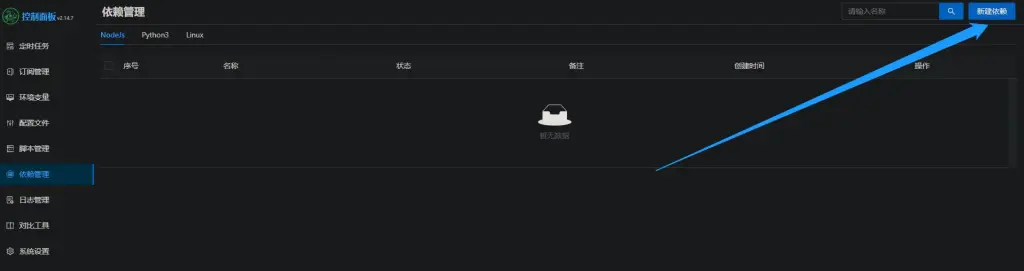 控制面板 v2.14.7
定时任务
订阅管理
环境变量
配置文件
脚本管理
依赖管理
日志管理
对比工具
系统设置
依赖管理
请输入名称
新建依赖
NodeJs Python3 Linux
序号 名称 状态 备注 创建时间 操作
暂无数据